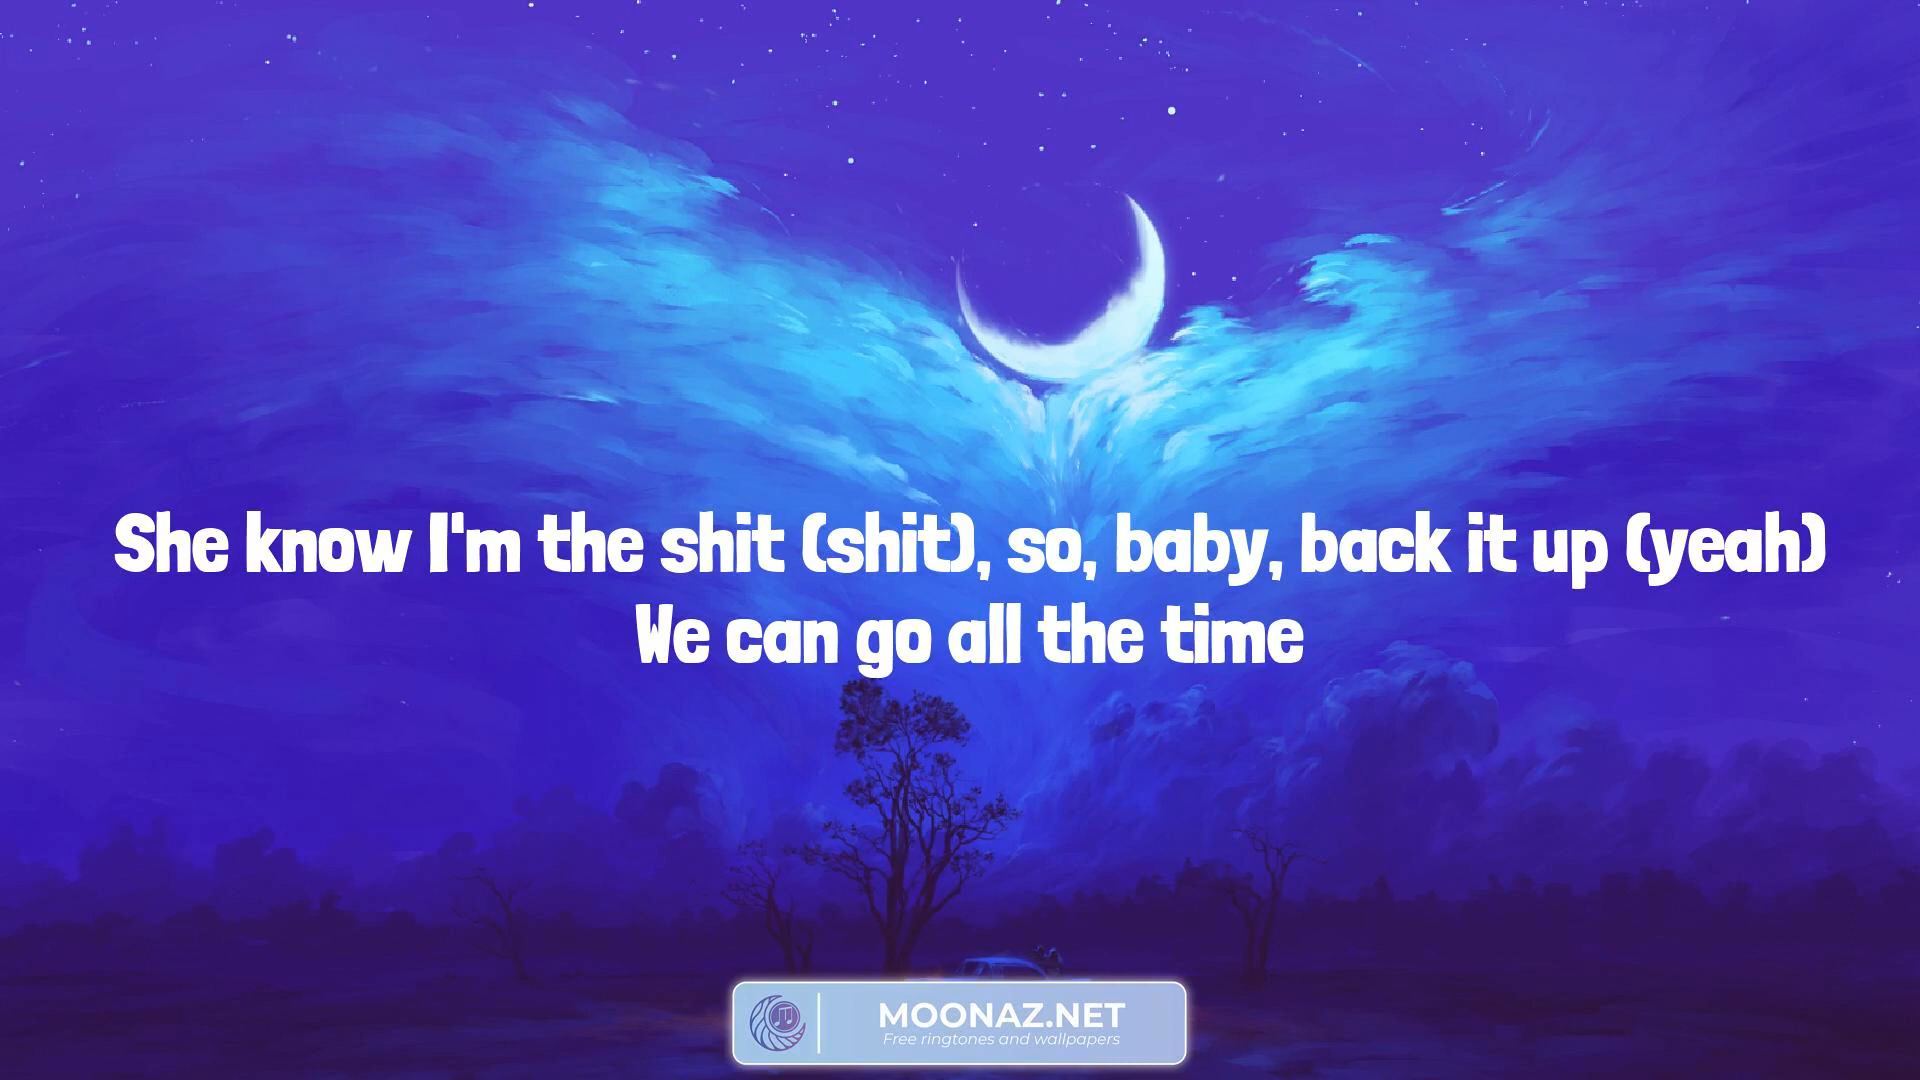 She know I'm the shit (shit), so, baby, back it up (yeah)
We can go all the time
MOONAZ.NET
Free ringtones and wallpapers